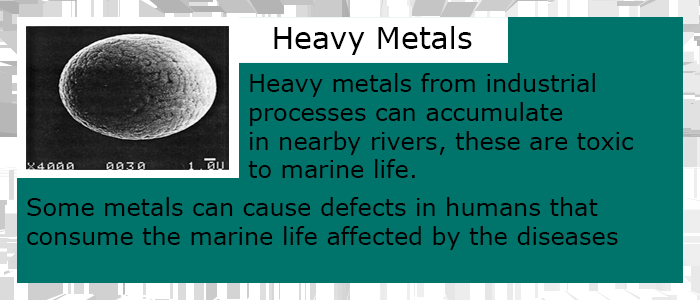 Heavy Metals
Heavy metals from industrial
processes can accumulate
in nearby rivers, these are toxic
to marine life.
X4000 0030 1.0U
Some metals can cause defects in humans that
consume the marine life affected by the diseases